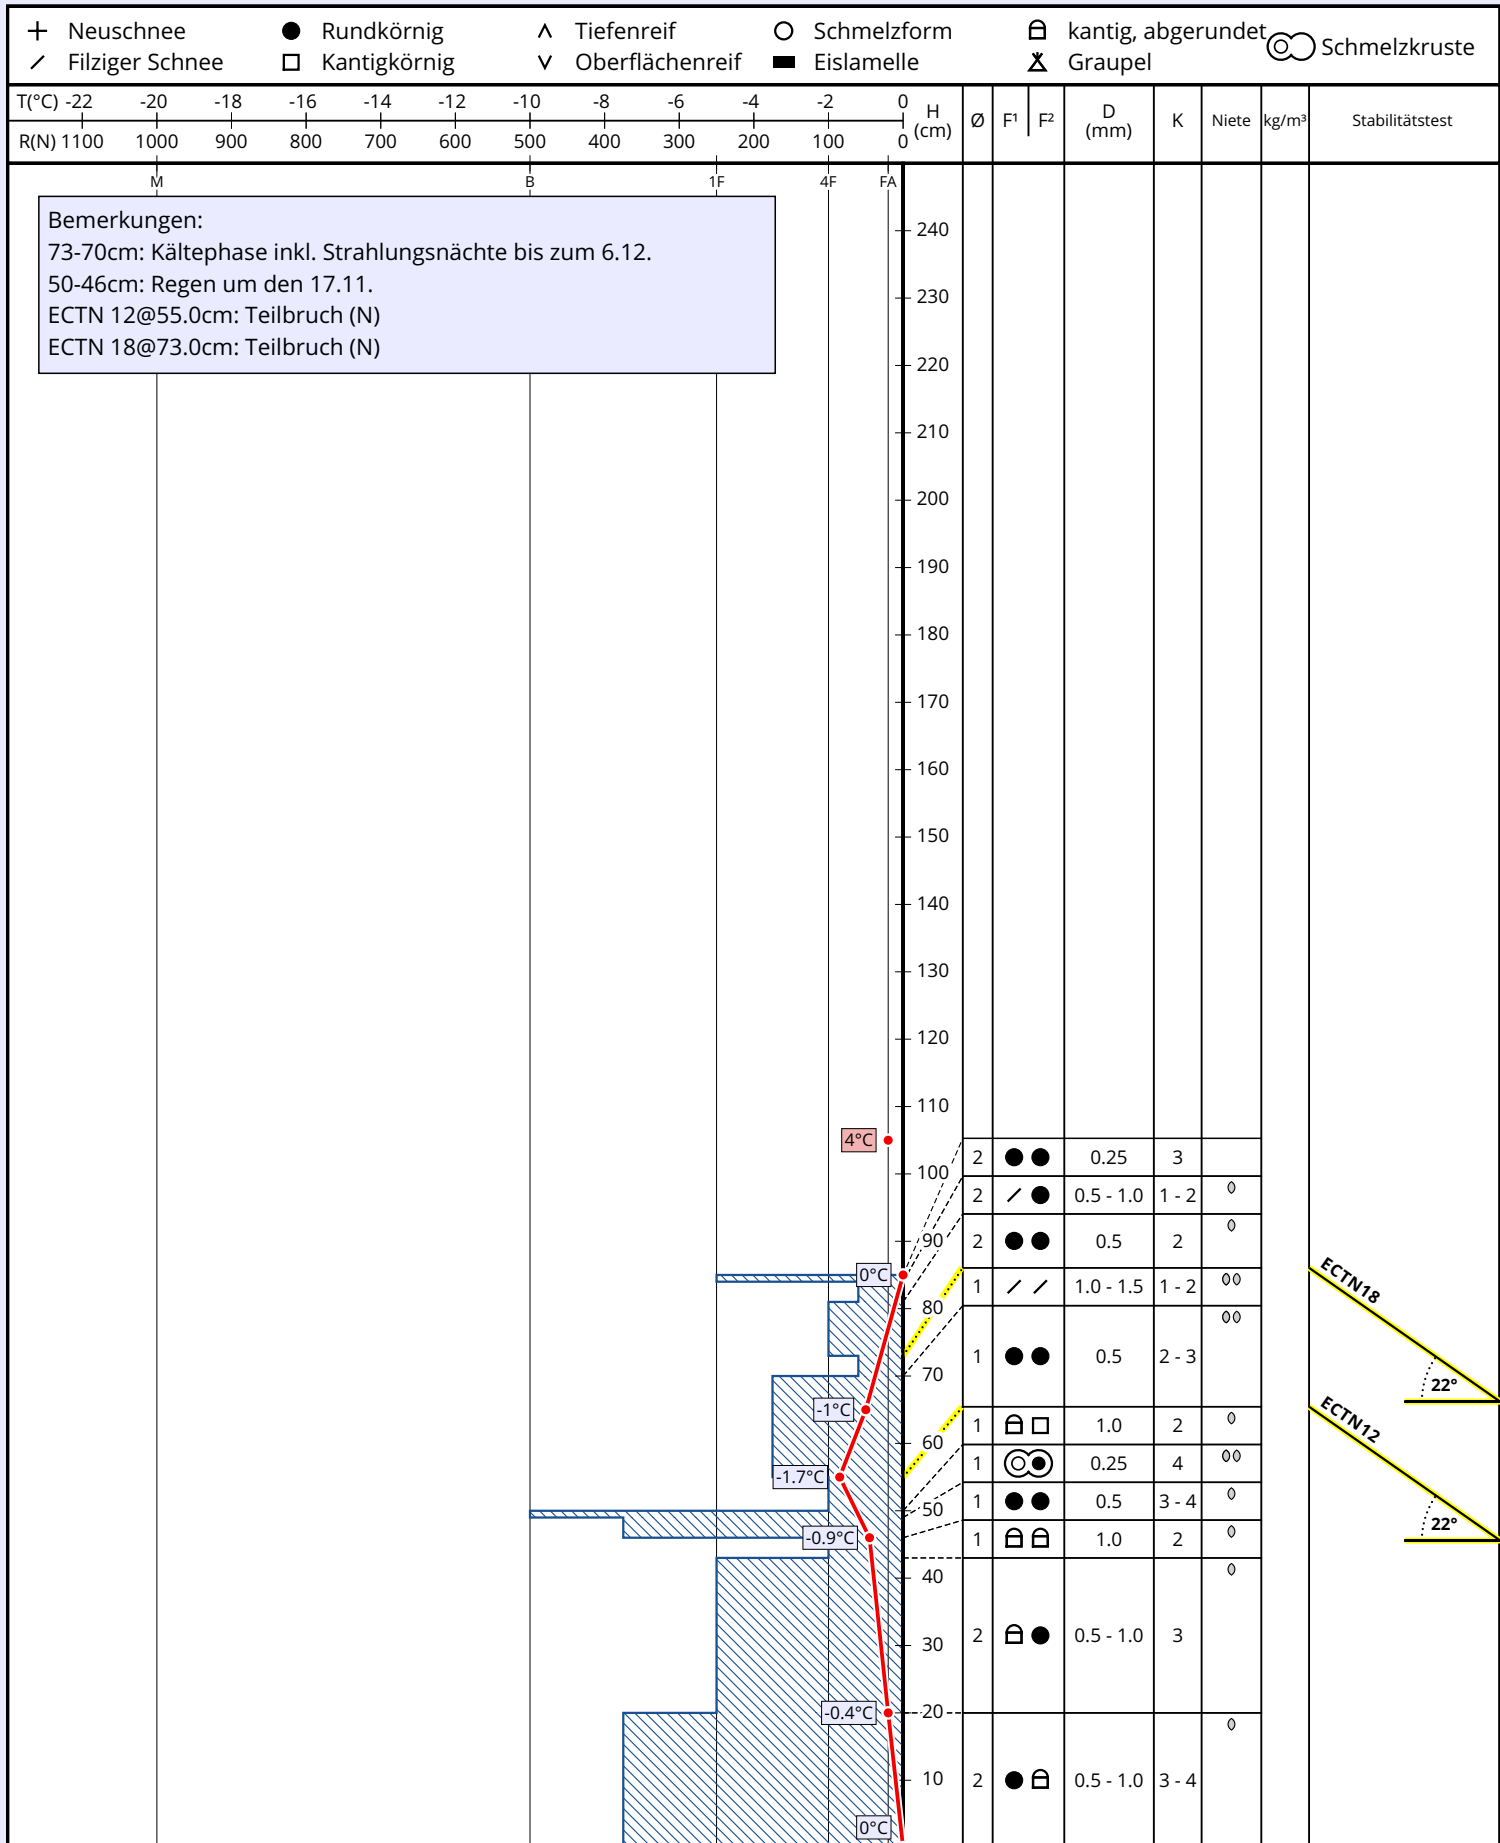 Neuschnee Rundkörnig Tiefenreif Schmelzform kantig, abgerundet Schmelzkruste
Filziger Schnee Kantigkörnig Oberflächenreif Eislamelle Graupel
T(°C) -22 -20 -18 -16 -14 -12 -10 -8 -6 -4 -2 0
R(N) 1100 1000 900 800 700 600 500 400 300 200 100 0
H (cm) Ø F¹ F² D (mm) K Niete kg/m³ Stabilitätstest
M B 1F 4F FA
Bemerkungen:
73-70cm: Kältephase inkl. Strahlungsnächte bis zum 6.12.
50-46cm: Regen um den 17.11.
ECTN 12@55.0cm: Teilbruch (N)
ECTN 18@73.0cm: Teilbruch (N)
240
230
220
210
200
190
180
170
160
150
140
130
120
110
4°C
2 0.25 3
100
2 0.5 - 1.0 1 - 2
90
2 0.5 2
0°C
1 1.0 - 1.5 1 - 2
ECTN18
80
1 0.5 2 - 3
70
22°
-1°C
1 1.0 2
ECTN12
60
1 0.25 4
-1.7°C
1 0.5 3 - 4
50
22°
-0.9°C
1 1.0 2
40
2 0.5 - 1.0 3
30
-0.4°C
20
2 0.5 - 1.0 3 - 4
10
0°C